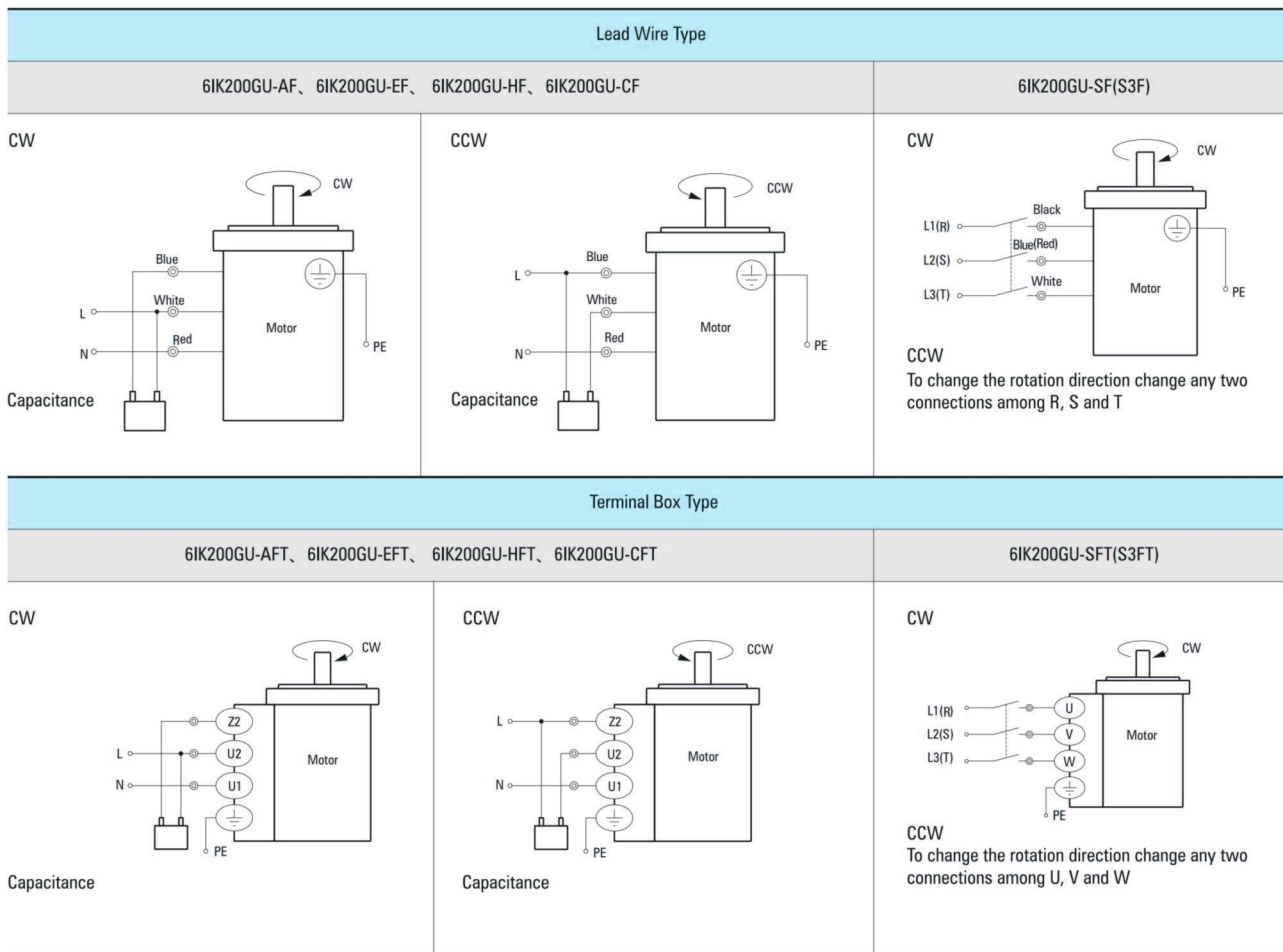 Lead Wire Type
6IK200GU-AF、6IK200GU-EF、 6IK200GU-HF、6IK200GU-CF
6IK200GU-SF(S3F)
CW
CW
Blue
White
L
Red
N
Motor
PE
Capacitance
CCW
CCW
Blue
L
White
Red
N
Motor
PE
Capacitance
CW
CW
Black
L1(R)
Blue(Red)
L2(S)
White
L3(T)
Motor
PE
CCW
To change the rotation direction change any two
connections among R, S and T
Terminal Box Type
6IK200GU-AFT、6IK200GU-EFT、 6IK200GU-HFT、6IK200GU-CFT
6IK200GU-SFT(S3FT)
CW
CW
Z2
L
U2
Motor
N
U1
PE
Capacitance
CCW
CCW
L
Z2
U2
Motor
N
U1
PE
Capacitance
CW
CW
L1(R)
U
L2(S)
V
Motor
L3(T)
W
PE
CCW
To change the rotation direction change any two
connections among U, V and W